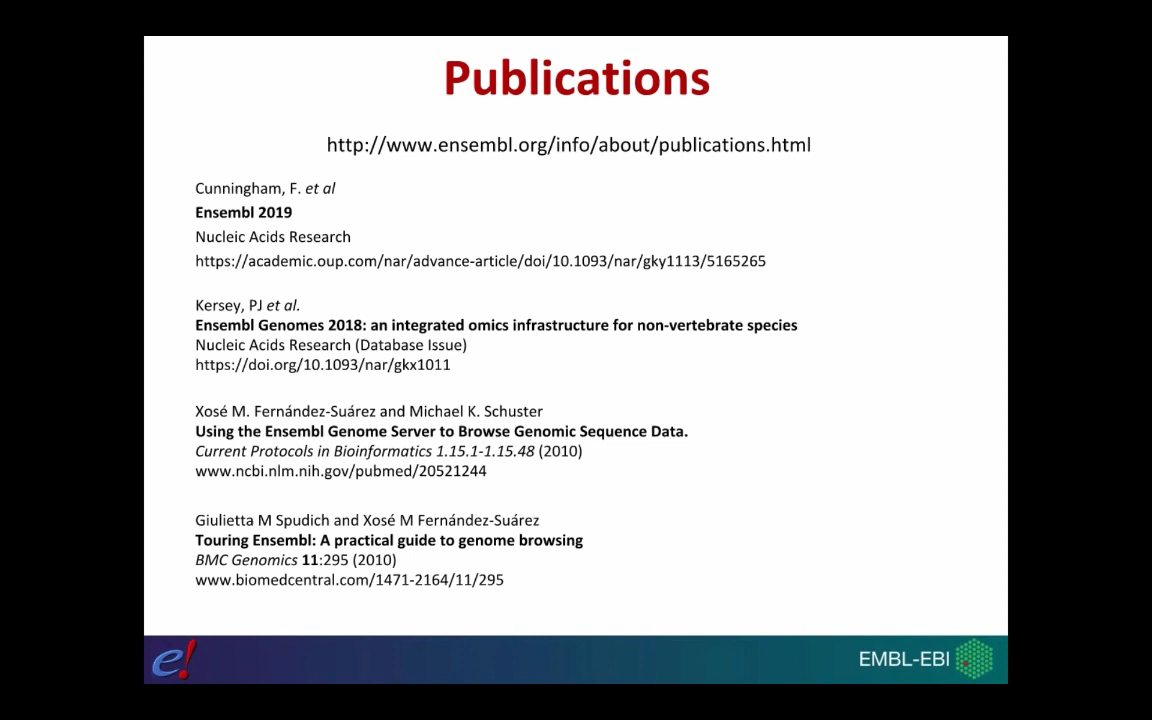 Publications
http://www.ensembl.org/info/about/publications.html
Cunningham, F. et al
Ensembl 2019
Nucleic Acids Research
https://academic.oup.com/nar/advance-article/doi/10.1093/nar/gky1113/5165265
Kersey, PJ et al.
Ensembl Genomes 2018: an integrated omics infrastructure for non-vertebrate species
Nucleic Acids Research (Database Issue)
https://doi.org/10.1093/nar/gkx1011
Xosé M. Fernández-Suárez and Michael K. Schuster
Using the Ensembl Genome Server to Browse Genomic Sequence Data.
Current Protocols in Bioinformatics 1.15.1-1.15.48 (2010)
www.ncbi.nlm.nih.gov/pubmed/20521244
Giulietta M Spudich and Xosé M Fernández-Suárez
Touring Ensembl: A practical guide to genome browsing
BMC Genomics 11:295 (2010)
www.biomedcentral.com/1471-2164/11/295
e!
EMBL-EBI